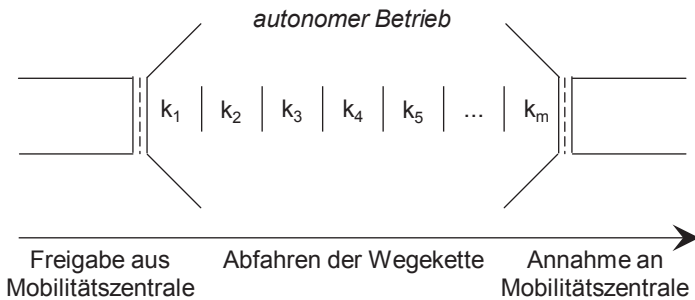 autonomer Betrieb
k₁ k₂ k₃ k₄ k₅ ... kₘ
Freigabe aus Abfahren der Wegekette Annahme an
Mobilitätszentrale Mobilitätszentrale